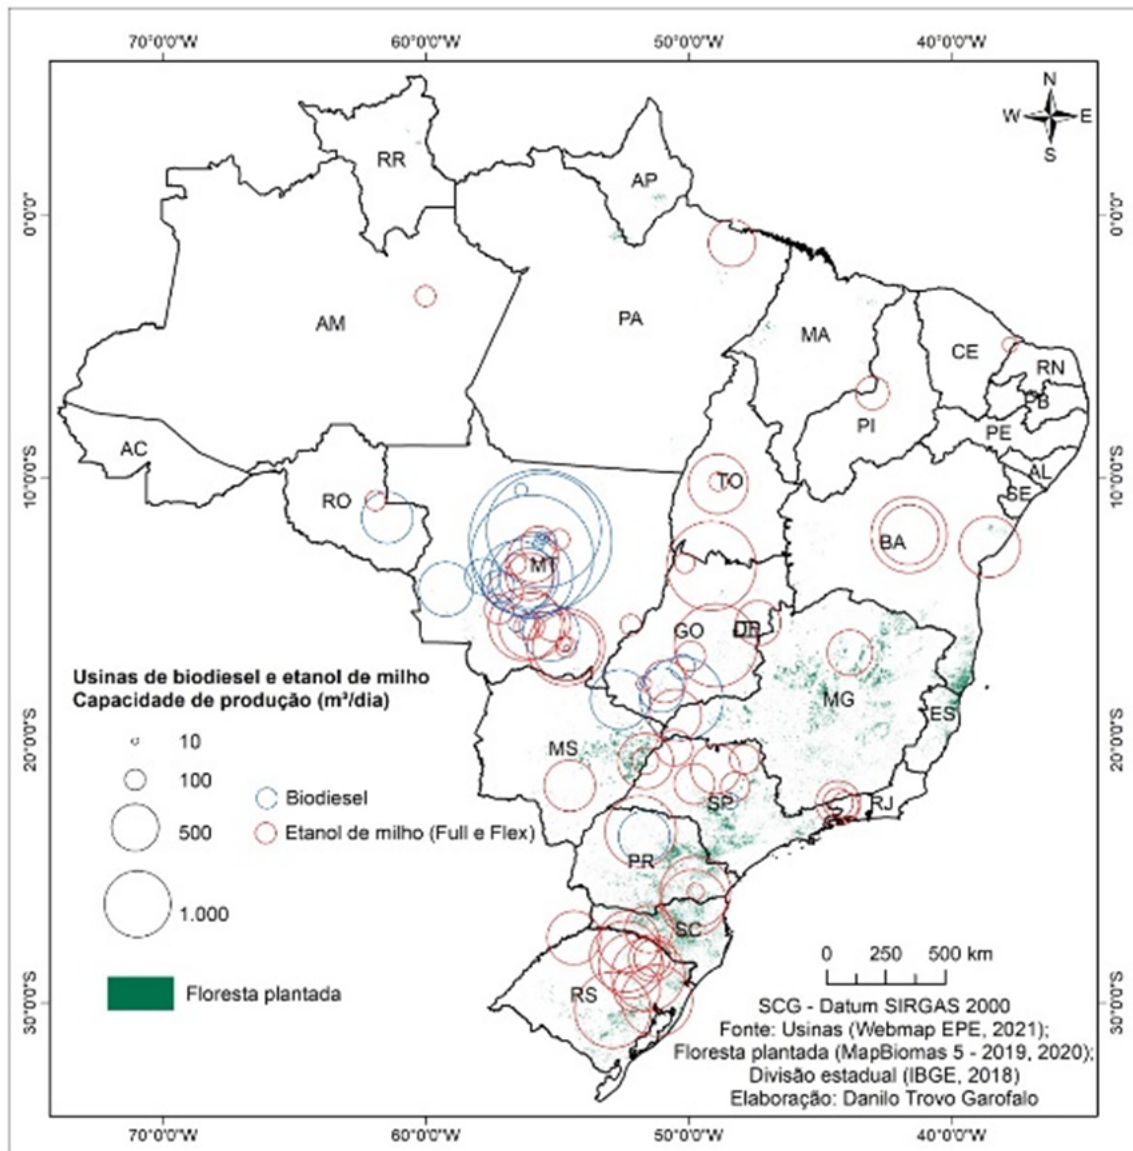 70°0'0"W 60°0'0"W 50°0'0"W 40°0'0"W
N
W E
S
RR
AP
0°0'0" 0°0'0"
AM
PA
MA
CE
RN
PB
PI
PE
AC
AL
10°0'0"S 10°0'0"S
RO
TO
SE
BA
MT
GO
DF
Usinas de biodiesel e etanol de milho
Capacidade de produção (m³/dia)
MG
ES
20°0'0"S 20°0'0"S
10
MS
100
Biodiesel
SP
RJ
500
Etanol de milho (Full e Flex)
PR
1.000
SC
0 250 500 km
Floresta plantada
RS
30°0'0"S 30°0'0"S
SCG - Datum SIRGAS 2000
Fonte: Usinas (Webmap EPE, 2021);
Floresta plantada (MapBiomas 5 - 2019, 2020);
Divisão estadual (IBGE, 2018)
Elaboração: Danilo Trovo Garofalo
70°0'0"W 60°0'0"W 50°0'0"W 40°0'0"W